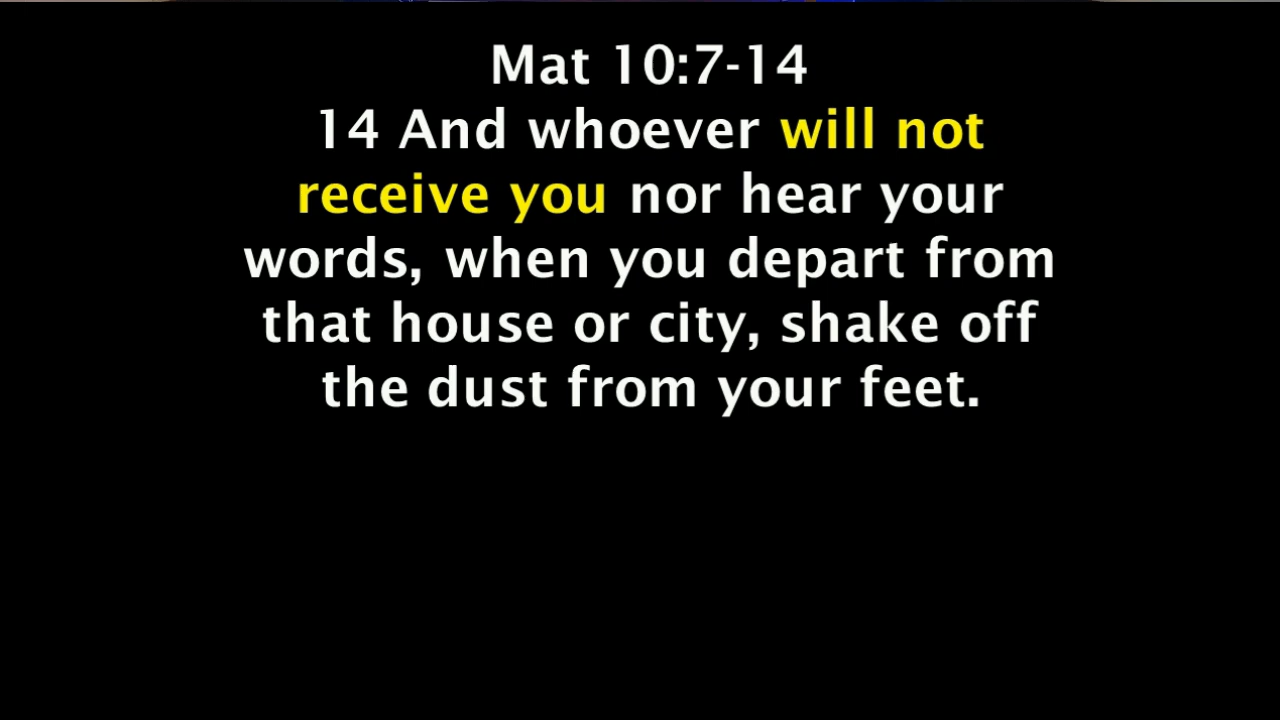 Mat 10:7-14
14 And whoever will not
receive you nor hear your
words, when you depart from
that house or city, shake off
the dust from your feet.